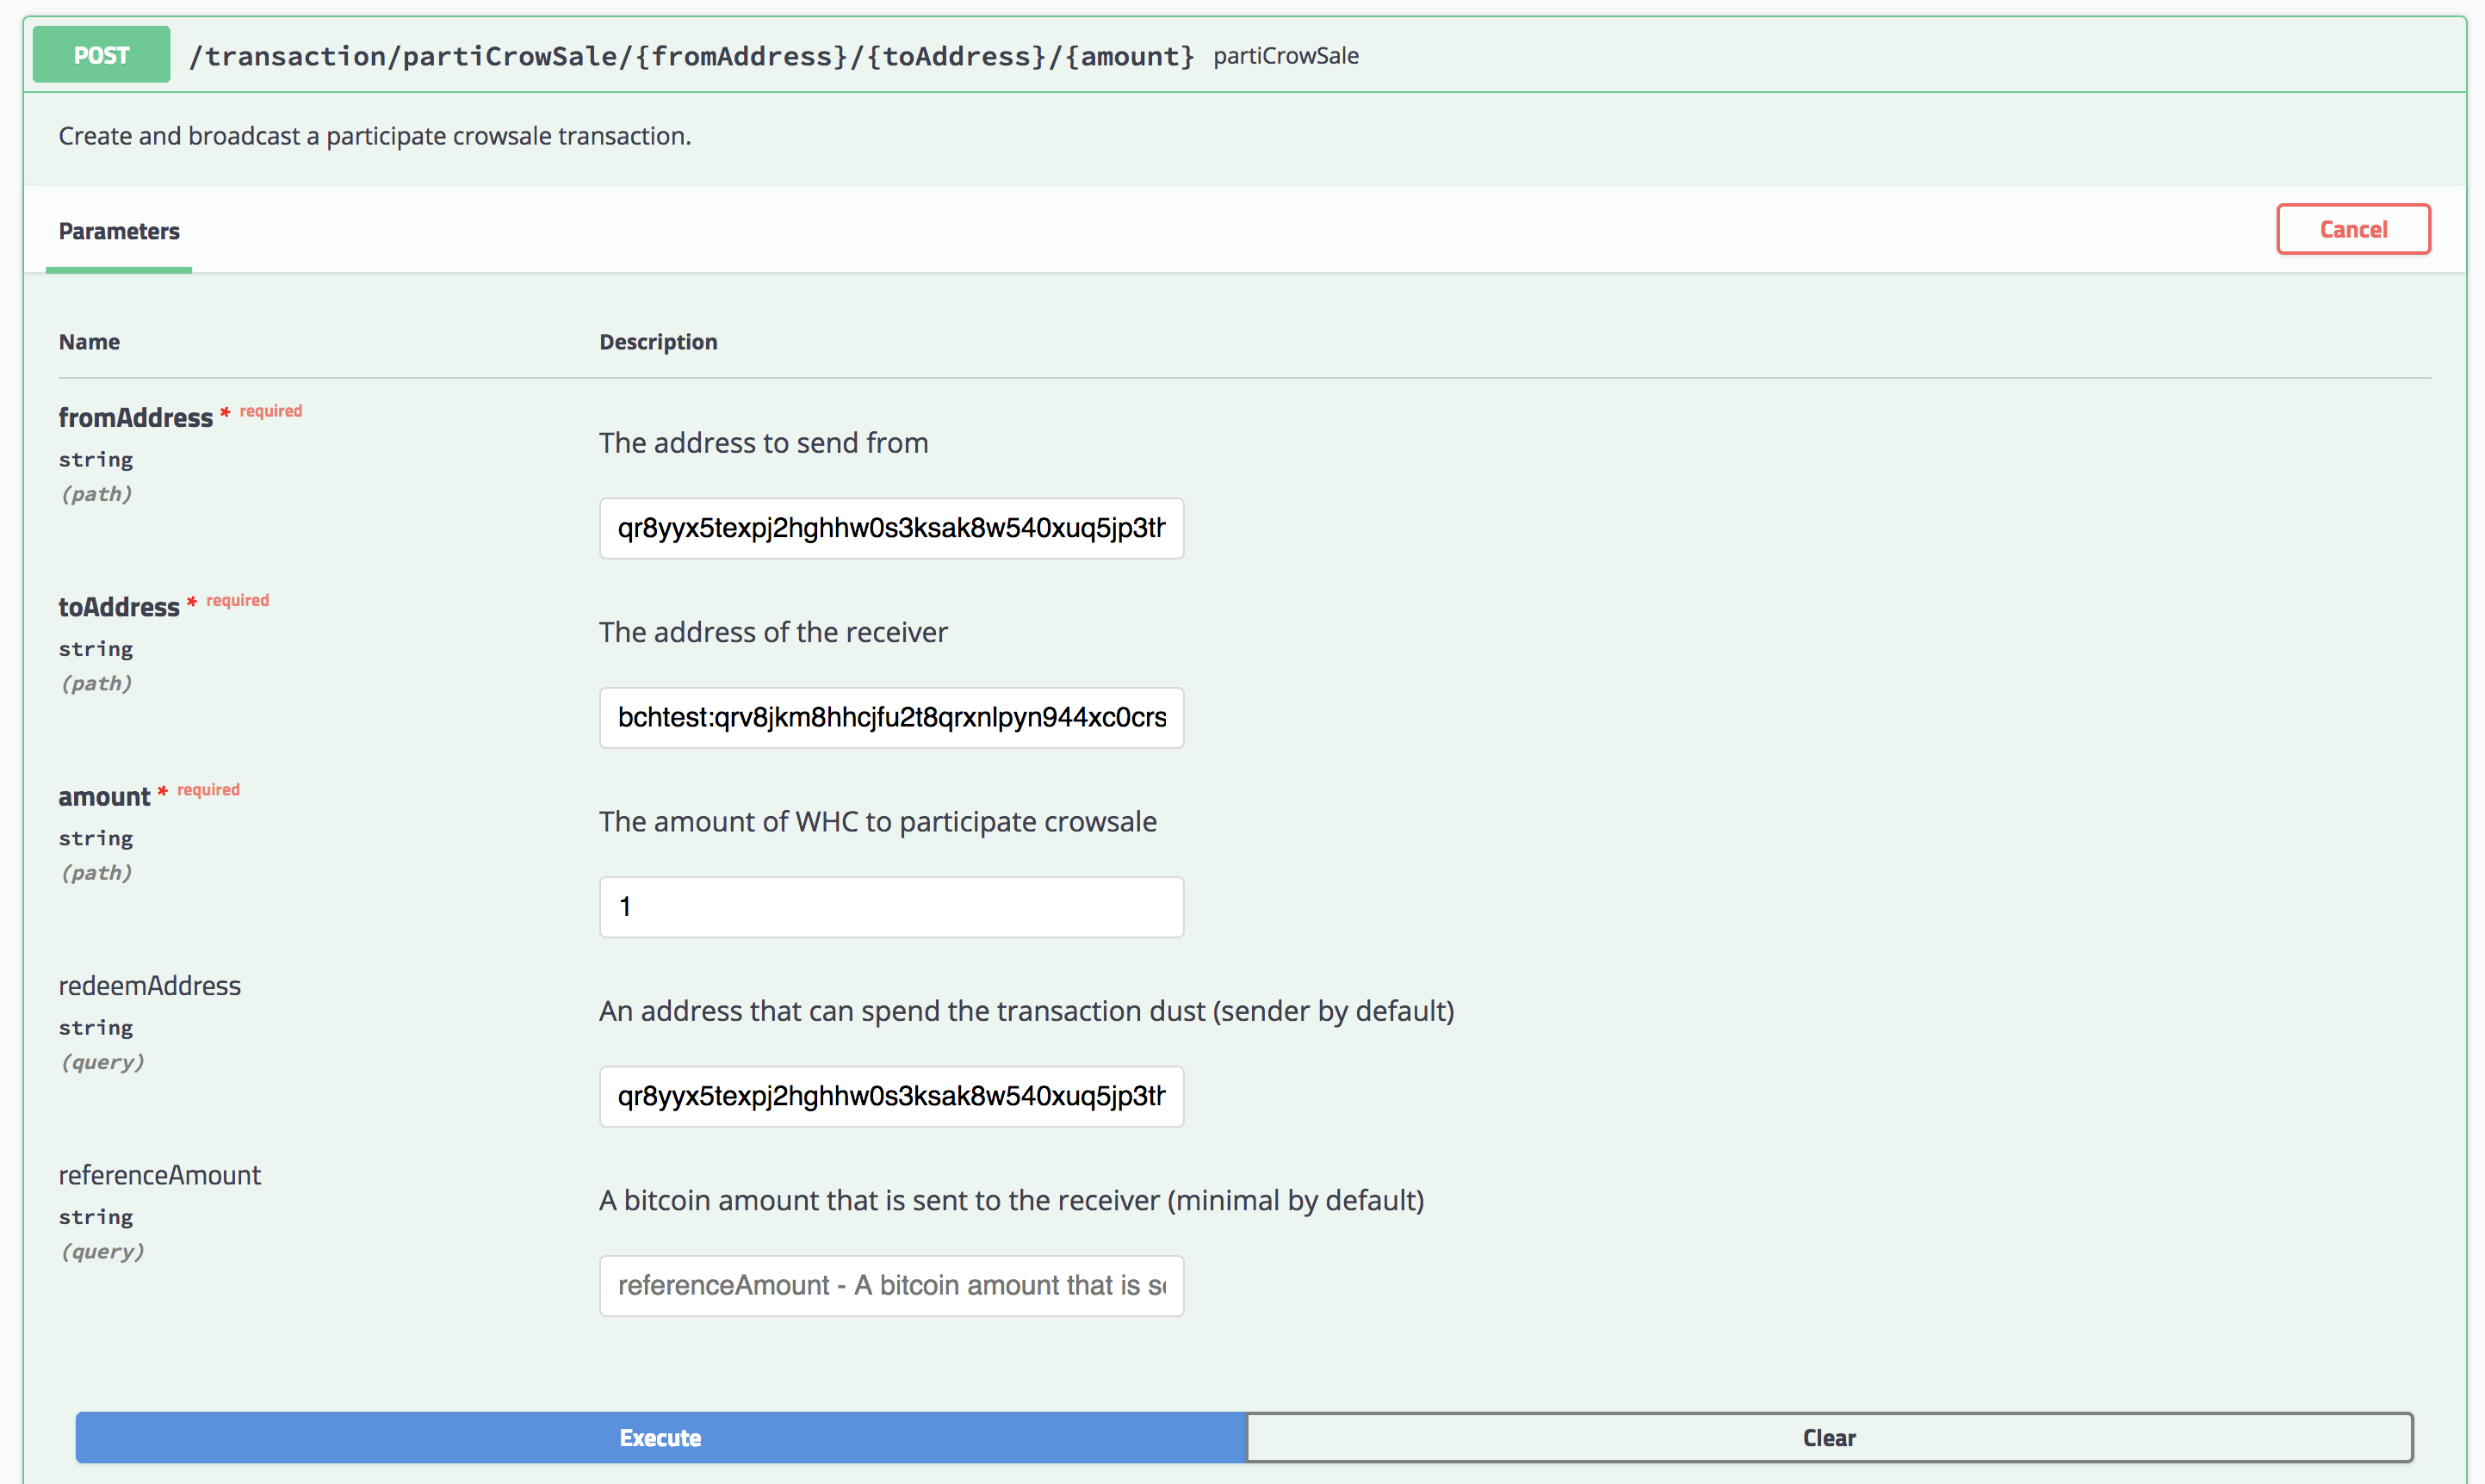 POST /transaction/partiCrowSale/{fromAddress}/{toAddress}/{amount} partiCrowSale
Create and broadcast a participate crowsale transaction.
Parameters
Cancel
Name Description
fromAddress * required
string
(path)
The address to send from
qr8yyx5texpj2hghhw0s3ksak8w540xuq5jp3th
toAddress * required
string
(path)
The address of the receiver
bchtest:qrv8jkm8hhcjfu2t8qrxnlpyn944xc0crs
amount * required
string
(path)
The amount of WHC to participate crowsale
1
redeemAddress
string
(query)
An address that can spend the transaction dust (sender by default)
qr8yyx5texpj2hghhw0s3ksak8w540xuq5jp3th
referenceAmount
string
(query)
A bitcoin amount that is sent to the receiver (minimal by default)
referenceAmount - A bitcoin amount that is
Execute
Clear